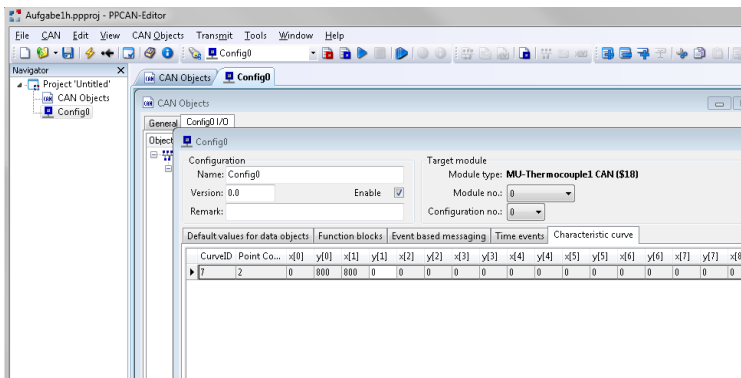 Aufgabe1h.ppproj - PPCAN-Editor
File CAN Edit View CAN Objects Transmit Tools Window Help
Config0
Navigator X
Project 'Untitled'
CAN Objects
Config0
CAN Objects Config0
CAN Objects
General Config0 I/O
Object
Config0
Configuration
Name: Config0
Version: 0.0 Enable
Remark:
Target module
Module type: MU-Thermocouple1 CAN ($18)
Module no.: 0
Configuration no.: 0
Default values for data objects Function blocks Event based messaging Time events Characteristic curve
CurveID Point Co... x[0] y[0] x[1] y[1] x[2] y[2] x[3] y[3] x[4] y[4] x[5] y[5] x[6] y[6] x[7] y[7] x[8
7 2 0 800 800 0 0 0 0 0 0 0 0 0 0 0 0 0 0